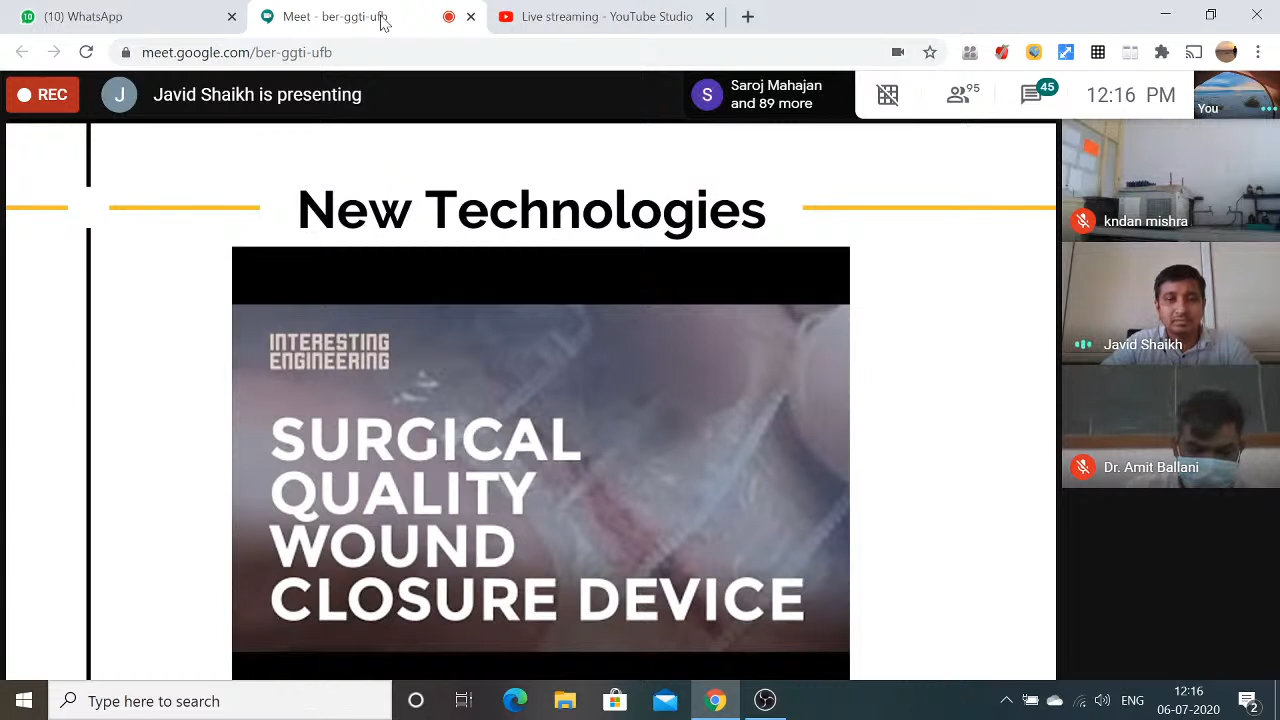 10
(10) WhatsApp
Meet - ber-ggti-ufb
Live streaming - YouTube Studio
meet.google.com/ber-ggti-ufb
REC
J
Javid Shaikh is presenting
S
Saroj Mahajan
and 89 more
95
45
12:16 PM
You
New Technologies
INTERESTING
ENGINEERING
SURGICAL
QUALITY
WOUND
CLOSURE DEVICE
kndan mishra
Javid Shaikh
Dr. Amit Ballani
Type here to search
ENG
12:16
06-07-2020
2